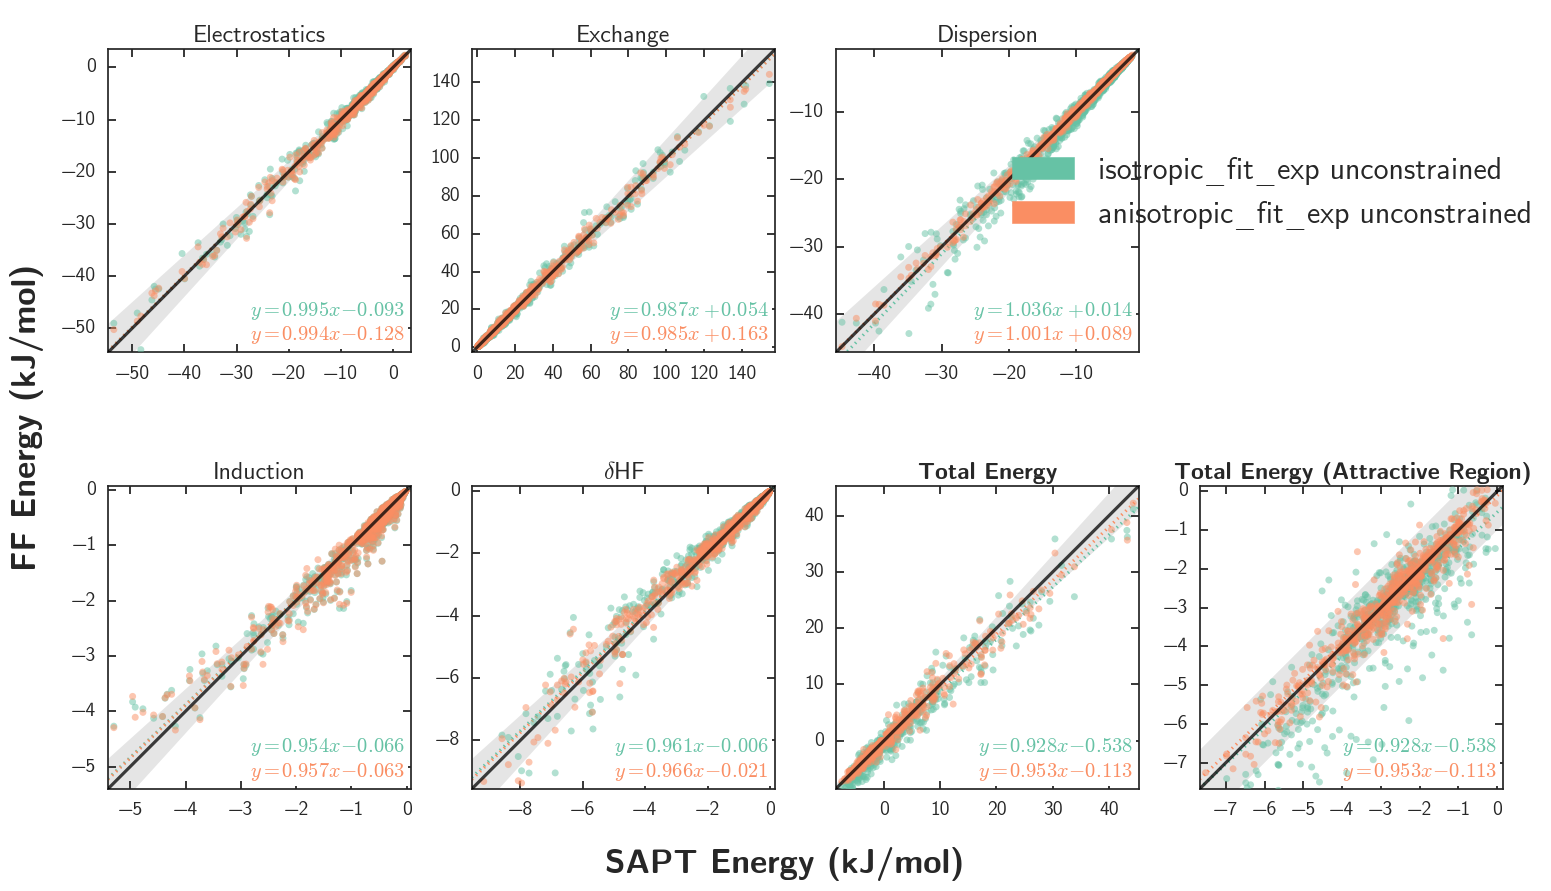 Electrostatics
0
−10
−20
−30
−40
−50
−50 −40 −30 −20 −10 0
y=0.995x−0.093
y=0.994x−0.128
Exchange
140
120
100
80
60
40
20
0
0 20 40 60 80 100 120 140
y=0.987x+0.054
y=0.985x+0.163
Dispersion
−10
−20
−30
−40
−40 −30 −20 −10
y=1.036x+0.014
y=1.001x+0.089
isotropic_fit_exp unconstrained
anisotropic_fit_exp unconstrained
FF Energy (kJ/mol)
Induction
0
−1
−2
−3
−4
−5
−5 −4 −3 −2 −1 0
y=0.954x−0.066
y=0.957x−0.063
δHF
0
−2
−4
−6
−8
−8 −6 −4 −2 0
y=0.961x−0.006
y=0.966x−0.021
Total Energy
40
30
20
10
0
0 10 20 30 40
y=0.928x−0.538
y=0.953x−0.113
Total Energy (Attractive Region)
0
−1
−2
−3
−4
−5
−6
−7
−7 −6 −5 −4 −3 −2 −1 0
y=0.928x−0.538
y=0.953x−0.113
SAPT Energy (kJ/mol)